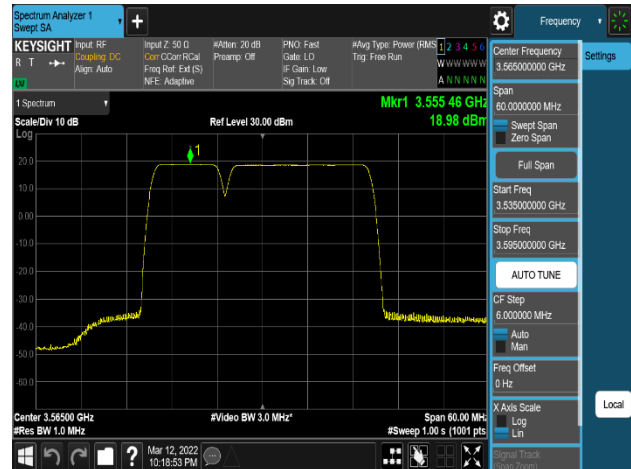 Spectrum Analyzer 1
Swept SA
Frequency
KEYSIGHT
R T
Input: RF
Coupling: DC
Align: Auto
Input Z: 50 Ω
Corr CCorr RCal
Freq Ref: Ext (S)
NFE: Adaptive
#Atten: 20 dB
Preamp: Off
PNO: Fast
Gate: LO
IF Gain: Low
Sig Track: Off
#Avg Type: Power (RMS
Trig: Free Run
1 2 3 4 5 6
W W W W W W
A N N N N N
LXI
1 Spectrum
Scale/Div 10 dB
Log
Ref Level 30.00 dBm
Mkr1 3.555 46 GHz
18.98 dBm
1
20.0
10.0
0.00
-10.0
-20.0
-30.0
-40.0
-50.0
-60.0
Center 3.56500 GHz
#Res BW 1.0 MHz
#Video BW 3.0 MHz*
Span 60.00 MHz
#Sweep 1.00 s (1001 pts
?
Mar 12, 2022
10:18:53 PM
Center Frequency
3.565000000 GHz
Span
60.0000000 MHz
Swept Span
Zero Span
Full Span
Start Freq
3.535000000 GHz
Stop Freq
3.595000000 GHz
AUTO TUNE
CF Step
6.000000 MHz
Auto
Man
Freq Offset
0 Hz
X Axis Scale
Log
Lin
Signal Track
(Span Zoom)
Settings
Local